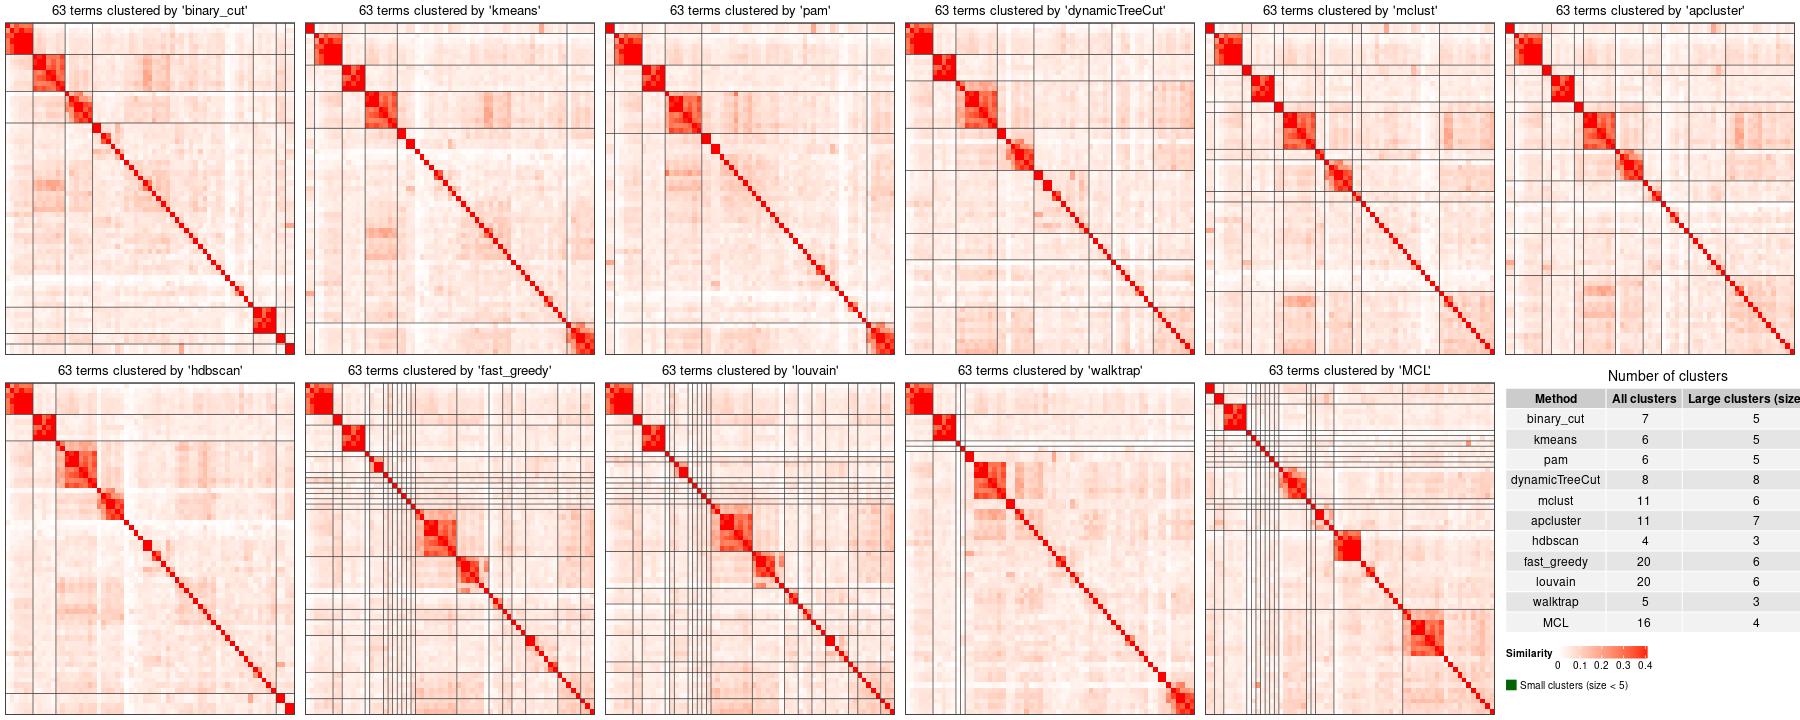 63 terms clustered by 'binary_cut'
63 terms clustered by 'kmeans'
63 terms clustered by 'pam'
63 terms clustered by 'dynamicTreeCut'
63 terms clustered by 'mclust'
63 terms clustered by 'apcluster'
63 terms clustered by 'hdbscan'
63 terms clustered by 'fast_greedy'
63 terms clustered by 'louvain'
63 terms clustered by 'walktrap'
63 terms clustered by 'MCL'
Number of clusters
Method All clusters Large clusters (size
binary_cut 7 5
kmeans 6 5
pam 6 5
dynamicTreeCut 8 8
mclust 11 6
apcluster 11 7
hdbscan 4 3
fast_greedy 20 6
louvain 20 6
walktrap 5 3
MCL 16 4
Similarity
0 0.1 0.2 0.3 0.4
Small clusters (size < 5)